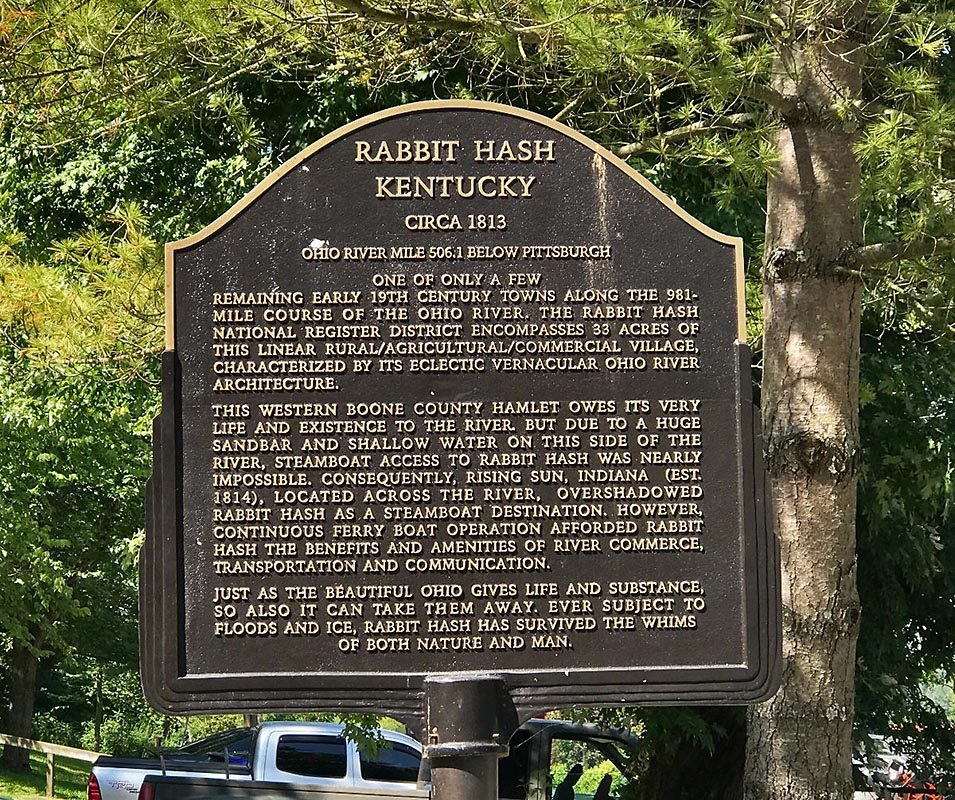 RABBIT HASH
KENTUCKY
CIRCA 1813
OHIO RIVER MILE 506.1 BELOW PITTSBURGH
ONE OF ONLY A FEW
REMAINING EARLY 19TH CENTURY TOWNS ALONG THE 981-
MILE COURSE OF THE OHIO RIVER. THE RABBIT HASH
NATIONAL REGISTER DISTRICT ENCOMPASSES 33 ACRES OF
THIS LINEAR RURAL/AGRICULTURAL/COMMERCIAL VILLAGE,
CHARACTERIZED BY ITS ECLECTIC VERNACULAR OHIO RIVER
ARCHITECTURE.
THIS WESTERN BOONE COUNTY HAMLET OWES ITS VERY
LIFE AND EXISTENCE TO THE RIVER. BUT DUE TO A HUGE
SANDBAR AND SHALLOW WATER ON THIS SIDE OF THE
RIVER, STEAMBOAT ACCESS TO RABBIT HASH WAS NEARLY
IMPOSSIBLE. CONSEQUENTLY, RISING SUN, INDIANA (EST.
1814), LOCATED ACROSS THE RIVER, OVERSHADOWED
RABBIT HASH AS A STEAMBOAT DESTINATION. HOWEVER,
CONTINUOUS FERRY BOAT OPERATION AFFORDED RABBIT
HASH THE BENEFITS AND AMENITIES OF RIVER COMMERCE,
TRANSPORTATION AND COMMUNICATION.
JUST AS THE BEAUTIFUL OHIO GIVES LIFE AND SUBSTANCE,
SO ALSO IT CAN TAKE THEM AWAY. EVER SUBJECT TO
FLOODS AND ICE, RABBIT HASH HAS SURVIVED THE WHIMS
OF BOTH NATURE AND MAN.